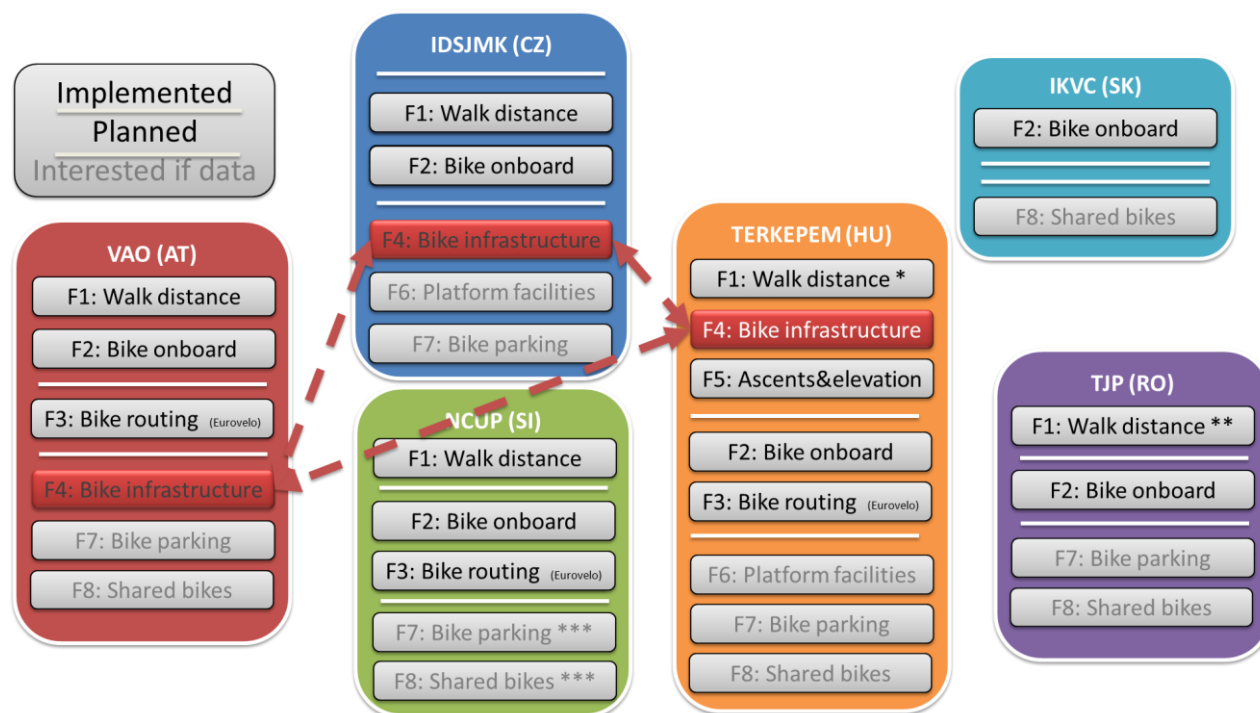 Implemented
Planned
Interested if data
VAO (AT)
F1: Walk distance
F2: Bike onboard
F3: Bike routing (Eurovelo)
F4: Bike infrastructure
F7: Bike parking
F8: Shared bikes
IDSJMK (CZ)
F1: Walk distance
F2: Bike onboard
F4: Bike infrastructure
F6: Platform facilities
F7: Bike parking
NCUP (SI)
F1: Walk distance
F2: Bike onboard
F3: Bike routing (Eurovelo)
F7: Bike parking ***
F8: Shared bikes ***
TERKEPEM (HU)
F1: Walk distance *
F4: Bike infrastructure
F5: Ascents&elevation
F2: Bike onboard
F3: Bike routing (Eurovelo)
F6: Platform facilities
F7: Bike parking
F8: Shared bikes
IKVC (SK)
F2: Bike onboard
F8: Shared bikes
TJP (RO)
F1: Walk distance **
F2: Bike onboard
F7: Bike parking
F8: Shared bikes